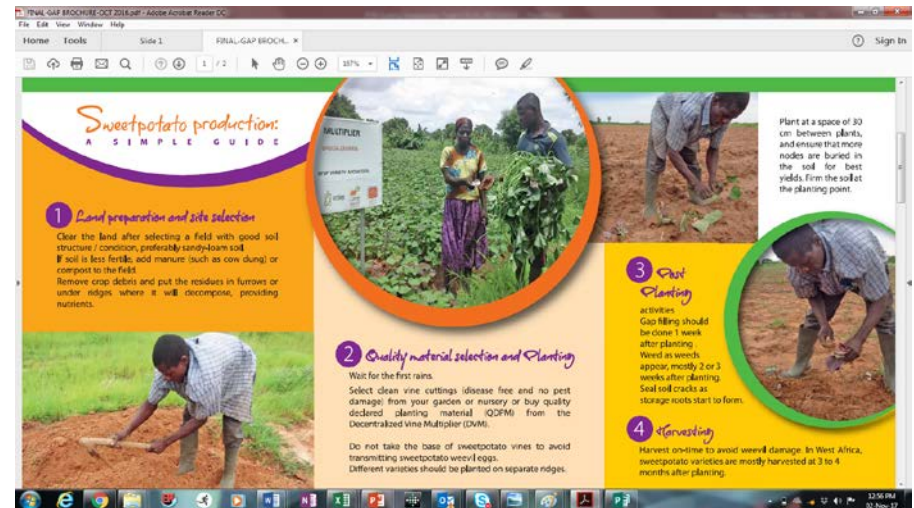 FINAL-GAP BROCHURE-OCT 2016.pdf - Adobe Acrobat Reader DC
File Edit View Window Help
Home Tools Side 1 FINAL-GAP BROCH... ×
Sign In
1 / 2
187%
Sweetpotato production:
A SIMPLE GUIDE
1 Land preparation and site selection
Clear the land after selecting a field with good soil
structure / condition, preferably sandy-loam soil.
If soil is less fertile, add manure (such as cow dung) or
compost to the field.
Remove crop debris and put the residues in furrows or
under ridges where it will decompose, providing
nutrients.
MULTIPLIER
2 Quality material selection and Planting
Wait for the first rains.
Select clean vine cuttings (disease free and no pest
damage) from your garden or nursery or buy quality
declared planting material (QDPM) from the
Decentralized Vine Multiplier (DVM).
Do not take the base of sweetpotato vines to avoid
transmitting sweetpotato weevil eggs.
Different varieties should be planted on separate ridges.
Plant at a space of 30
cm between plants,
and ensure that more
nodes are buried in
the soil for best
yields. Firm the soil at
the planting point.
3 Post
Planting
activities
Gap filling should
be done 1 week
after planting .
Weed as weeds
appear, mostly 2 or 3
weeks after planting.
Seal soil cracks as
storage roots start to form.
4 Harvesting
Harvest on-time to avoid weevil damage. In West Africa,
sweetpotato varieties are mostly harvested at 3 to 4
months after planting.
12:56 PM
02-Nov-17